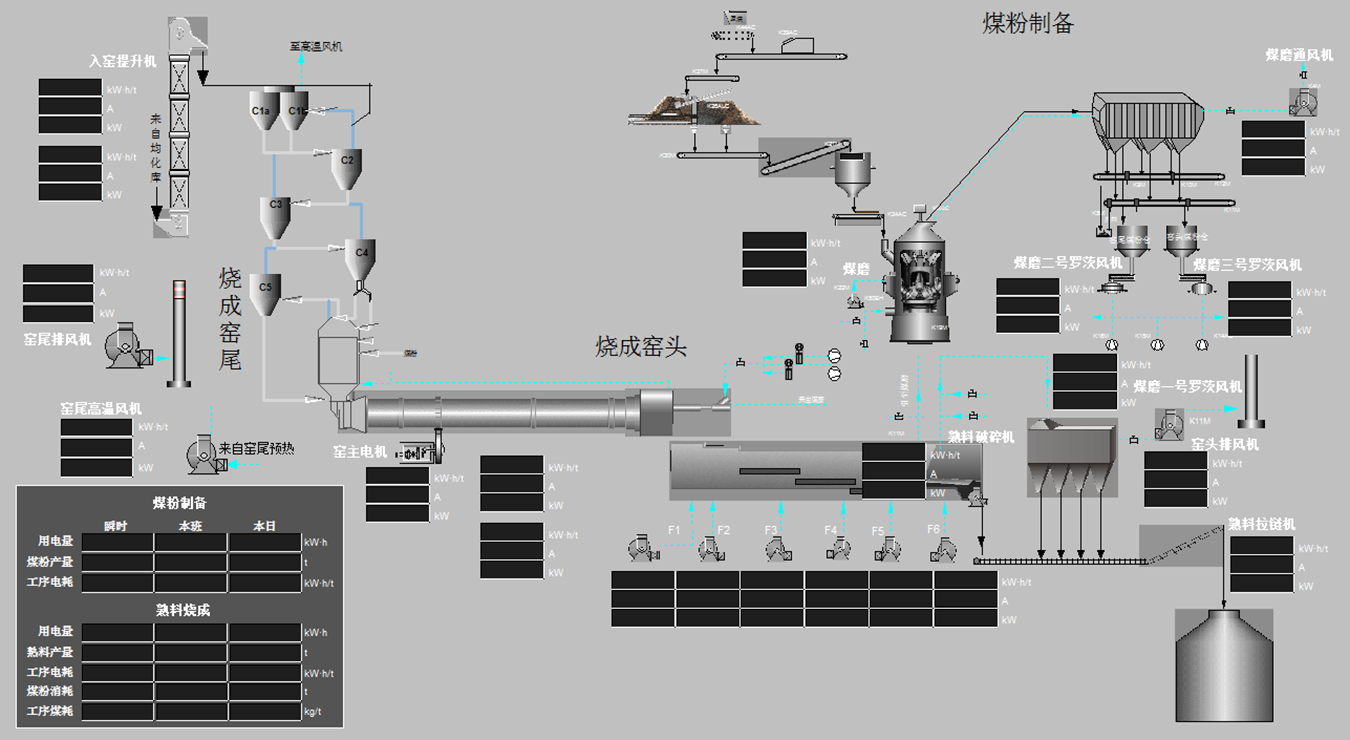 煤粉制备
至高温风机
入窑提升机
煤磨通风机
kW·h/t
A
kW
kW·h/t
A
kW
来自均化库
C1a
C2
C3
C4
C5
kW·h/t
A
kW
kW·h/t
A
kW
煤磨
煤磨二号罗茨风机
煤磨三号罗茨风机
kW·h/t
A
kW
kW·h/t
A
kW
kW·h/t
A
kW
窑尾排风机
烧成窑尾
烧成窑头
kW·h/t
A
kW
煤磨一号罗茨风机
K11M
窑尾高温风机
kW·h/t
A
kW
来自窑尾预热
窑主电机
kW·h/t
A
kW
kW·h/t
A
kW
kW·h/t
A
kW
熟料破碎机
kW·h/t
A
kW
窑头排风机
kW·h/t
A
kW
F1
F2
F3
F4
F5
F6
kW·h/t
A
kW
熟料拉链机
kW·h/t
A
kW
煤粉制备
瞬时 本班 本日
用电量 kW·h
煤粉产量 t
工序电耗 kW·h/t
熟料烧成
用电量 kW·h
熟料产量 t
工序电耗 kW·h/t
煤粉消耗 t
工序煤耗 kg/t